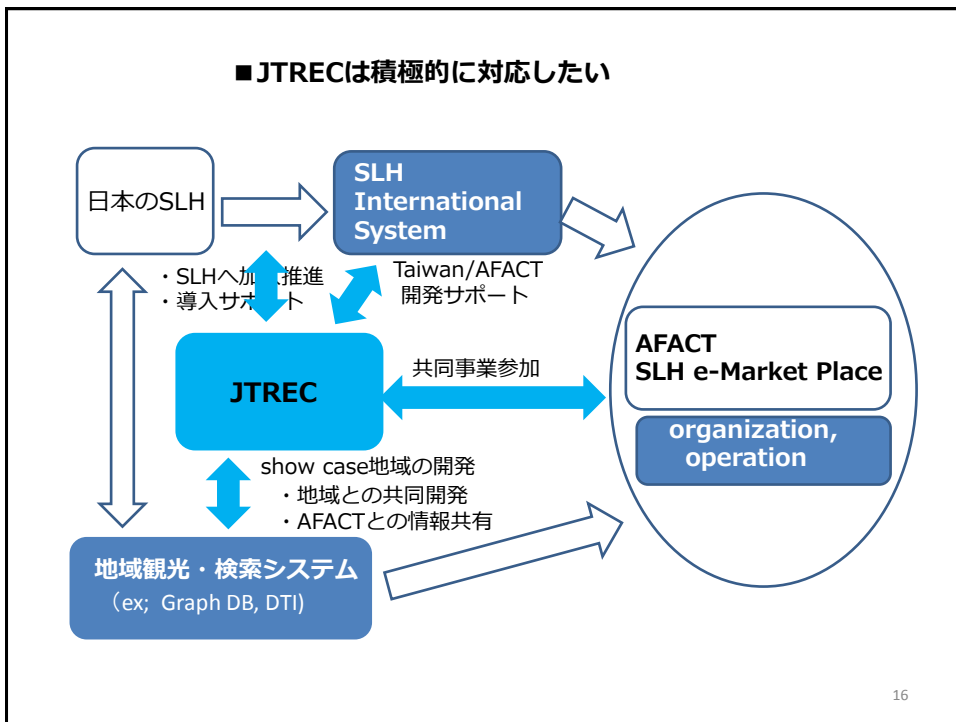 ■JTRECは積極的に対応したい
日本のSLH
SLH
International
System
・SLHへ加入推進
・導入サポート
Taiwan/AFACT
開発サポート
JTREC
共同事業参加
AFACT
SLH e-Market Place
organization,
operation
show case地域の開発
・地域との共同開発
・AFACTとの情報共有
地域観光・検索システム
（ex; Graph DB, DTI)
16